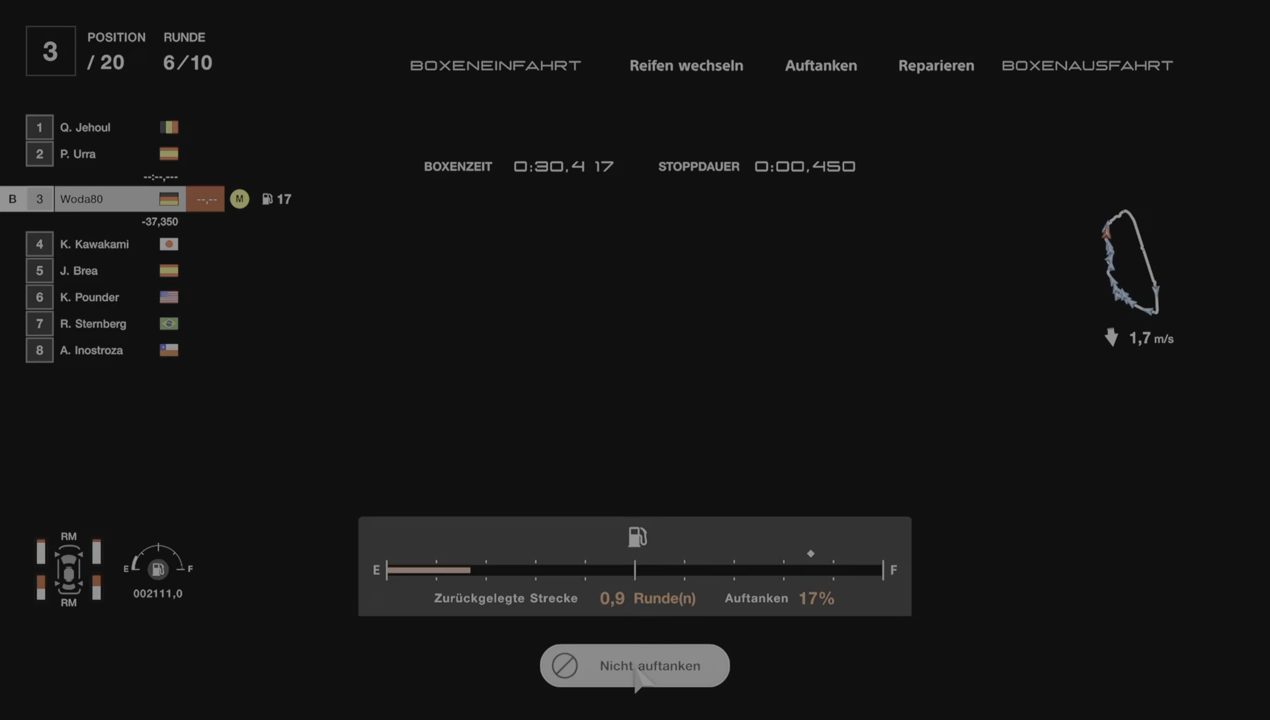 3
POSITION
/ 20
RUNDE
6/10
BOXENEINFAHRT Reifen wechseln Auftanken Reparieren BOXENAUSFAHRT
BOXENZEIT 0:30,4 17 STOPPDAUER 0:00,450
1 Q. Jehoul
2 P. Urra
--:--,---
B 3 Woda80 --,-- M 17
-37,350
4 K. Kawakami
5 J. Brea
6 K. Pounder
7 R. Sternberg
8 A. Inostroza
1,7 m/s
RM
RM
E F
002111,0
E F
Zurückgelegte Strecke 0,9 Runde(n) Auftanken 17%
Nicht auftanken